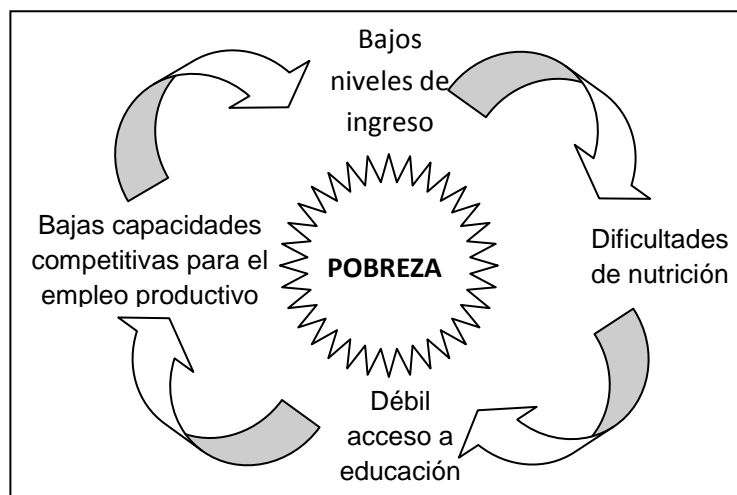 Bajos
niveles de
ingreso
Dificultades
de nutrición
Débil
acceso a
educación
Bajas capacidades
competitivas para el
empleo productivo
POBREZA